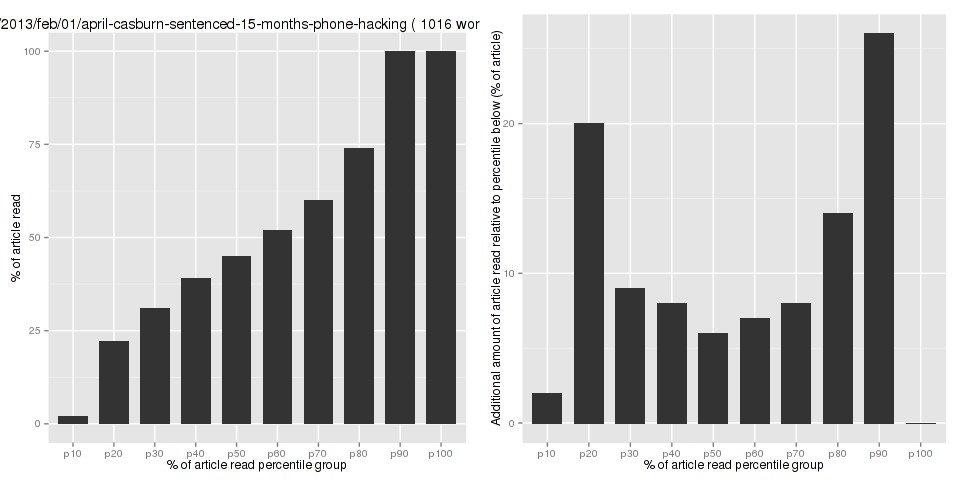 /2013/feb/01/april-casburn-sentenced-15-months-phone-hacking ( 1016 wor
% of article read
100
75
50
25
0
p10 p20 p30 p40 p50 p60 p70 p80 p90 p100
% of article read percentile group
Additional amount of article read relative to percentile below (% of article)
20
10
0
p10 p20 p30 p40 p50 p60 p70 p80 p90 p100
% of article read percentile group